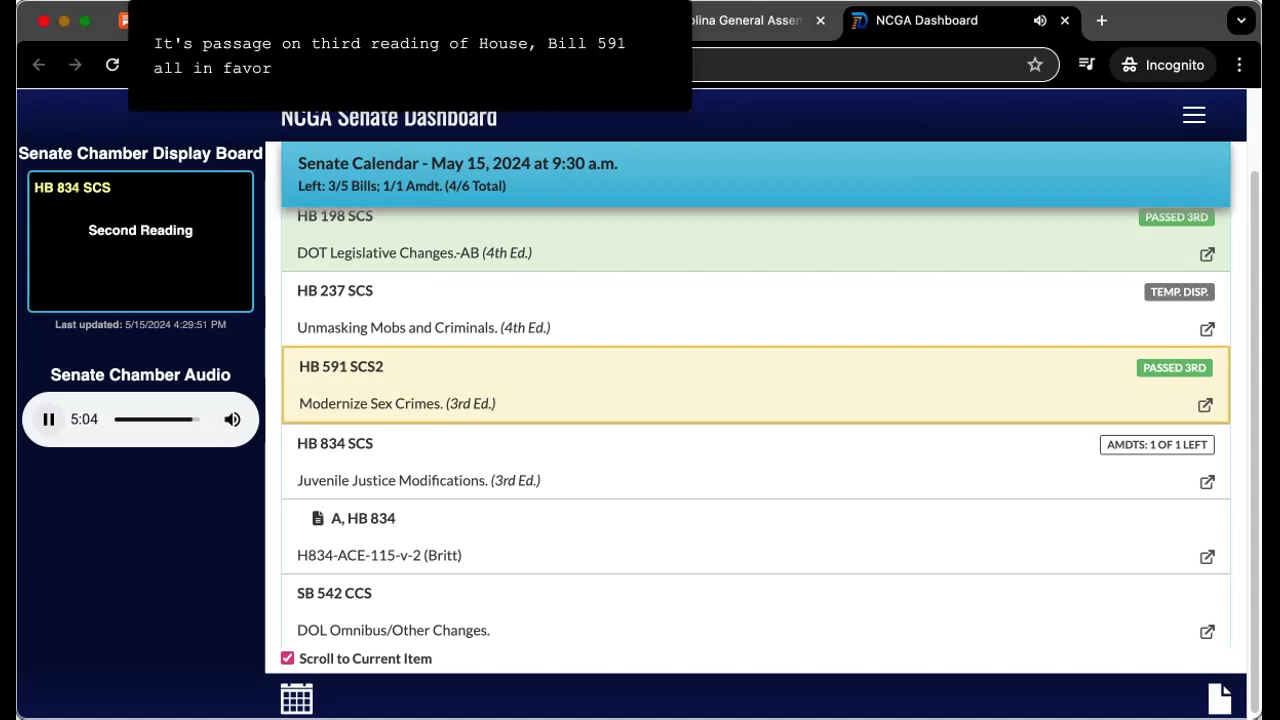 It's passage on third reading of House, Bill 591
all in favor
olina General Assen
NCGA Dashboard
Incognito
NCGA Senate Dashboard
Senate Chamber Display Board
HB 834 SCS
Second Reading
Last updated: 5/15/2024 4:29:51 PM
Senate Chamber Audio
5:04
Senate Calendar - May 15, 2024 at 9:30 a.m.
Left: 3/5 Bills; 1/1 Amdt. (4/6 Total)
HB 198 SCS
PASSED 3RD
DOT Legislative Changes.-AB (4th Ed.)
HB 237 SCS
TEMP. DISP.
Unmasking Mobs and Criminals. (4th Ed.)
HB 591 SCS2
PASSED 3RD
Modernize Sex Crimes. (3rd Ed.)
HB 834 SCS
AMDTS: 1 OF 1 LEFT
Juvenile Justice Modifications. (3rd Ed.)
A, HB 834
H834-ACE-115-v-2 (Britt)
SB 542 CCS
DOL Omnibus/Other Changes.
Scroll to Current Item